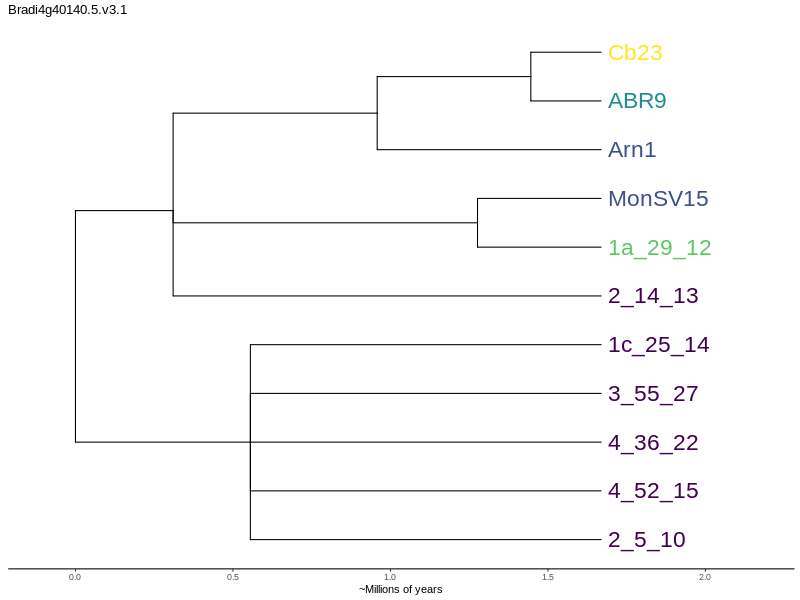 Bradi4g40140.5.v3.1
Cb23
ABR9
Arn1
MonSV15
1a_29_12
2_14_13
1c_25_14
3_55_27
4_36_22
4_52_15
2_5_10
0.0 0.5 1.0 1.5 2.0
~Millions of years